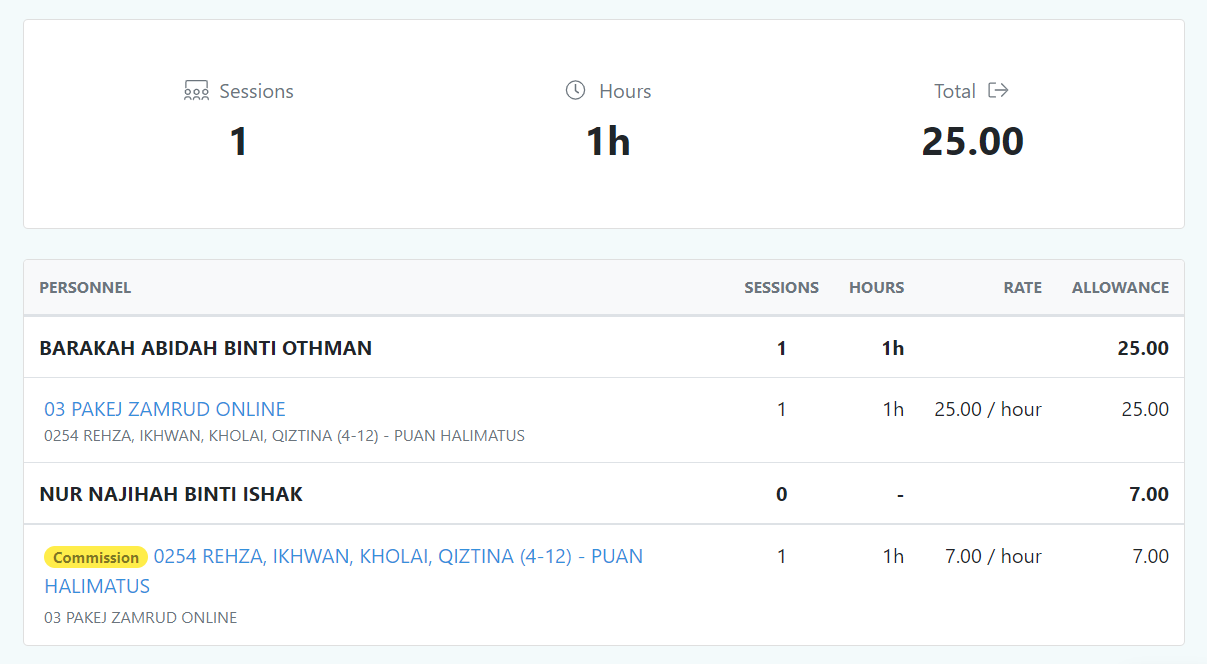 Sessions
1
Hours
1h
Total
25.00
PERSONNEL SESSIONS HOURS RATE ALLOWANCE
BARAKAH ABIDAH BINTI OTHMAN 1 1h 25.00
03 PAKEJ ZAMRUD ONLINE 1 1h 25.00 / hour 25.00
0254 REHZA, IKHWAN, KHOLAI, QIZTINA (4-12) - PUAN HALIMATUS
NUR NAJIHAH BINTI ISHAK 0 - 7.00
Commission 0254 REHZA, IKHWAN, KHOLAI, QIZTINA (4-12) - PUAN 1 1h 7.00 / hour 7.00
HALIMATUS
03 PAKEJ ZAMRUD ONLINE